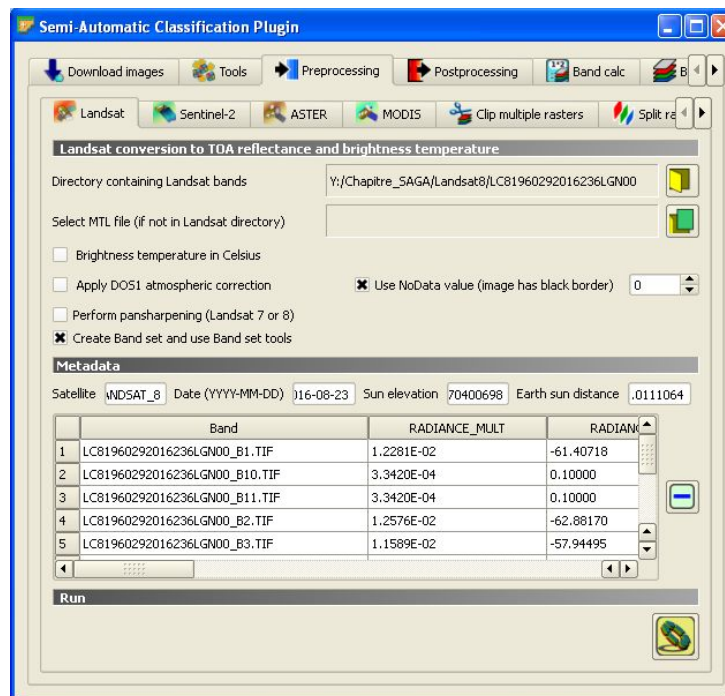 Semi-Automatic Classification Plugin
Download images Tools Preprocessing Postprocessing Band calc B
Landsat Sentinel-2 ASTER MODIS Clip multiple rasters Split ra
Landsat conversion to TOA reflectance and brightness temperature
Directory containing Landsat bands Y:/Chapitre_SAGA/Landsat8/LC81960292016236LGN00
Select MTL file (if not in Landsat directory)
Brightness temperature in Celsius
Apply DOS1 atmospheric correction Use NoData value (image has black border) 0
Perform pansharpening (Landsat 7 or 8)
Create Band set and use Band set tools
Metadata
Satellite ANDSAT_8 Date (YYYY-MM-DD) 016-08-23 Sun elevation 70400698 Earth sun distance .0111064
Band RADIANCE_MULT RADIANC
1 LC81960292016236LGN00_B1.TIF 1.2281E-02 -61.40718
2 LC81960292016236LGN00_B10.TIF 3.3420E-04 0.10000
3 LC81960292016236LGN00_B11.TIF 3.3420E-04 0.10000
4 LC81960292016236LGN00_B2.TIF 1.2576E-02 -62.88170
5 LC81960292016236LGN00_B3.TIF 1.1589E-02 -57.94495
Run